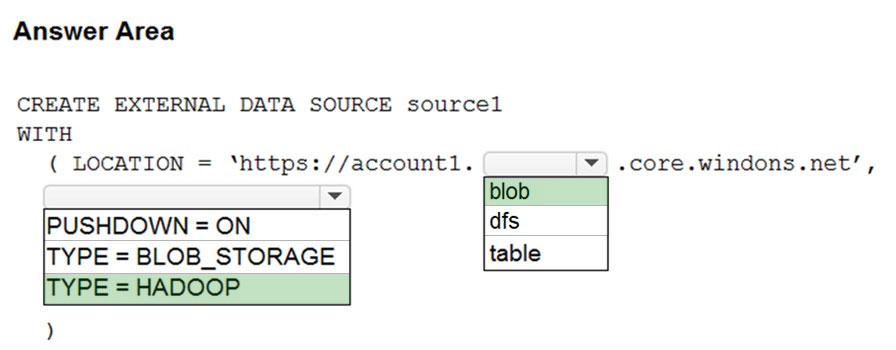 Answer Area
CREATE EXTERNAL DATA SOURCE source1
WITH
( LOCATION = ‘https://account1. .core.windons.net’,
blob
dfs
table
PUSHDOWN = ON
TYPE = BLOB_STORAGE
TYPE = HADOOP
)